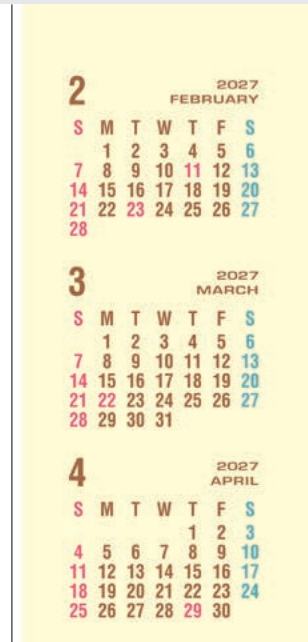 2 2027
FEBRUARY
S M T W T F S
1 2 3 4 5 6
7 8 9 10 11 12 13
14 15 16 17 18 19 20
21 22 23 24 25 26 27
28
3 2027
MARCH
S M T W T F S
1 2 3 4 5 6
7 8 9 10 11 12 13
14 15 16 17 18 19 20
21 22 23 24 25 26 27
28 29 30 31
4 2027
APRIL
S M T W T F S
1 2 3
4 5 6 7 8 9 10
11 12 13 14 15 16 17
18 19 20 21 22 23 24
25 26 27 28 29 30